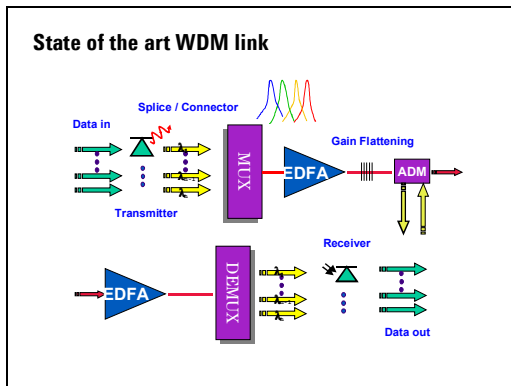 State of the art WDM link
Splice / Connector
Data in
Transmitter
MUX
EDFA
Gain Flattening
ADM
EDFA
DEMUX
Receiver
Data out